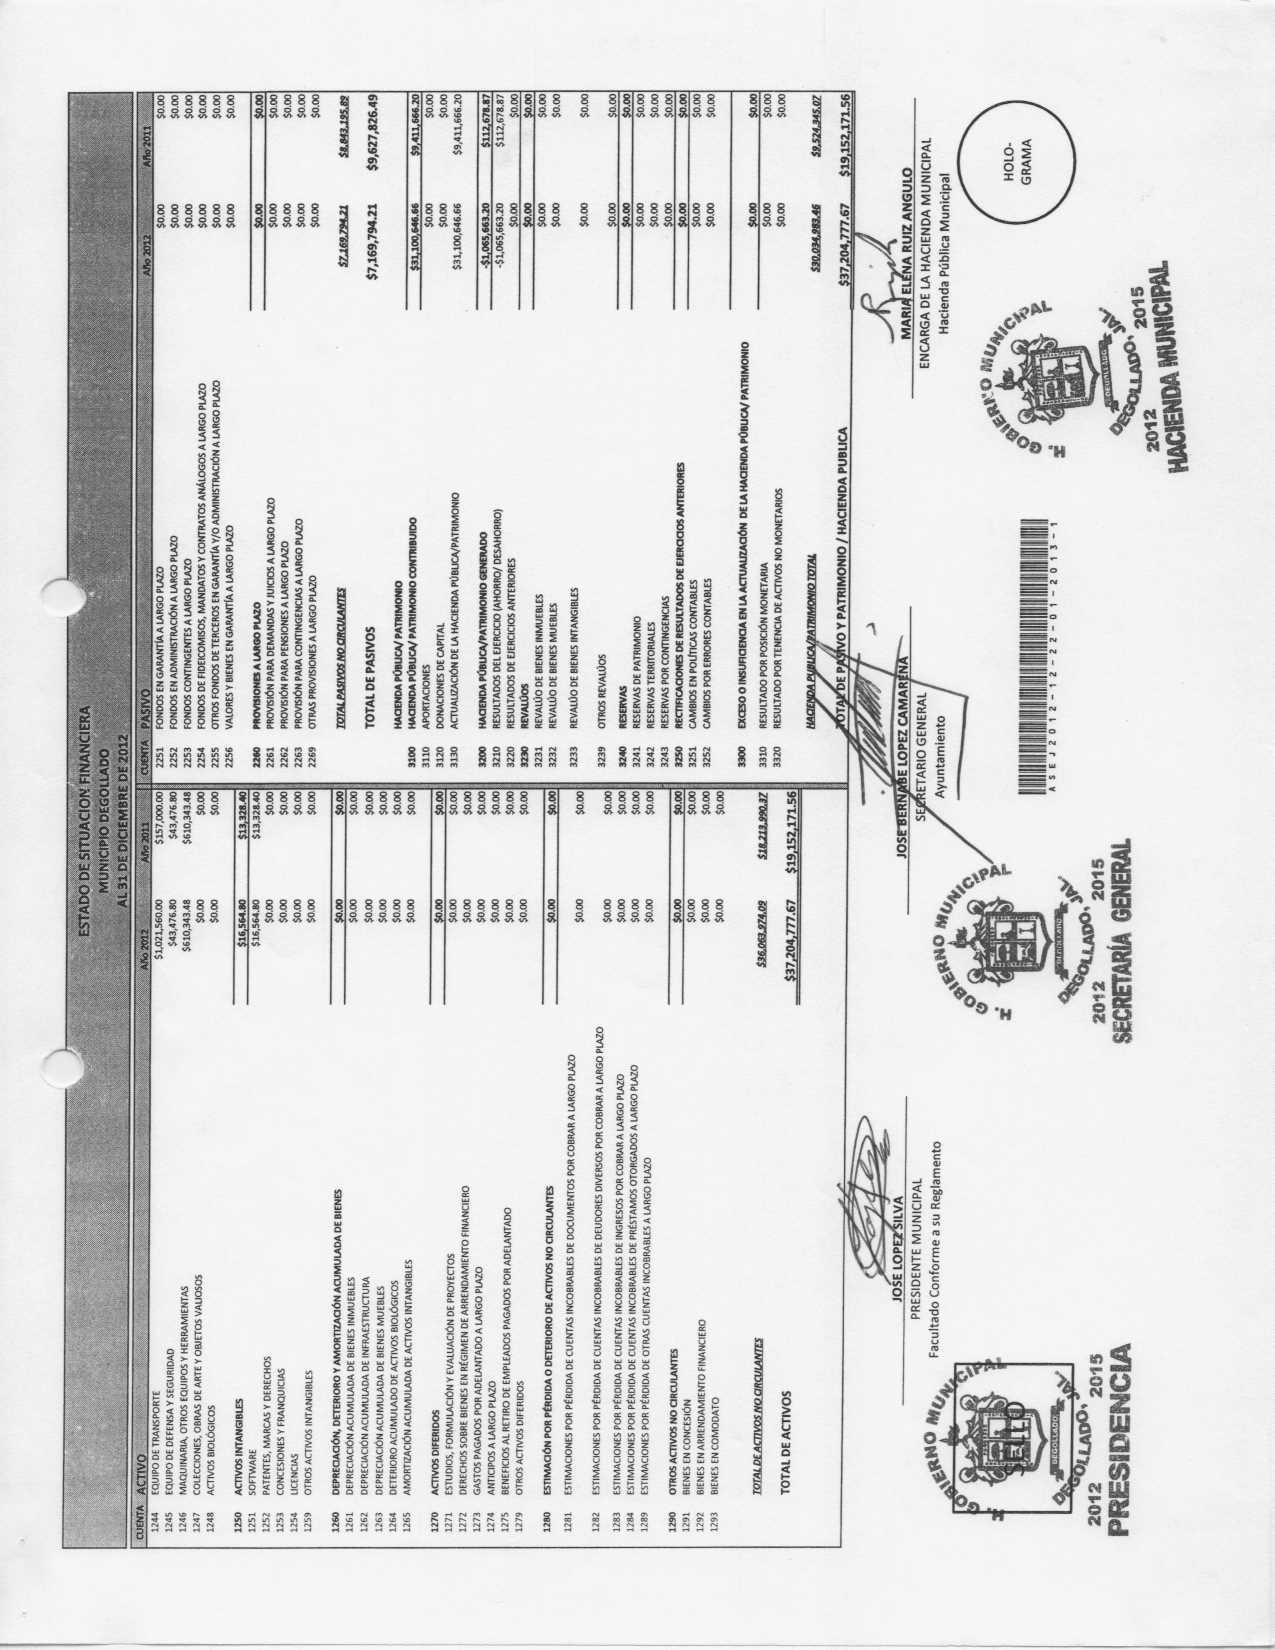 ESTADO DE SITUACION FINANCIERA
MUNICIPIO DEGOLLADO
AL 31 DE DICIEMBRE DE 2012
CUENTA ACTIVO Año 2012 Año 2011
1244 EQUIPO DE TRANSPORTE $1,021,560.00 $157,000.00
1245 EQUIPO DE DEFENSA Y SEGURIDAD $43,476.80 $43,476.80
1246 MAQUINARIA, OTROS EQUIPOS Y HERRAMIENTAS $610,343.48 $610,343.48
1247 COLECCIONES, OBRAS DE ARTE Y OBJETOS VALIOSOS $0.00 $0.00
1248 ACTIVOS BIOLÓGICOS $0.00 $0.00
1250 ACTIVOS INTANGIBLES $16,564.80 $13,328.40
1251 SOFTWARE $16,564.80 $13,328.40
1252 PATENTES, MARCAS Y DERECHOS $0.00 $0.00
1253 CONCESIONES Y FRANQUICIAS $0.00 $0.00
1254 LICENCIAS $0.00 $0.00
1259 OTROS ACTIVOS INTANGIBLES $0.00 $0.00
1260 DEPRECIACIÓN, DETERIORO Y AMORTIZACIÓN ACUMULADA DE BIENES $0.00 $0.00
1261 DEPRECIACIÓN ACUMULADA DE BIENES INMUEBLES $0.00 $0.00
1262 DEPRECIACIÓN ACUMULADA DE INFRAESTRUCTURA $0.00 $0.00
1263 DEPRECIACIÓN ACUMULADA DE BIENES MUEBLES $0.00 $0.00
1264 DETERIORO ACUMULADO DE ACTIVOS BIOLÓGICOS $0.00 $0.00
1265 AMORTIZACIÓN ACUMULADA DE ACTIVOS INTANGIBLES $0.00 $0.00
1270 ACTIVOS DIFERIDOS $0.00 $0.00
1271 ESTUDIOS, FORMULACIÓN Y EVALUACIÓN DE PROYECTOS $0.00 $0.00
1272 DERECHOS SOBRE BIENES EN RÉGIMEN DE ARRENDAMIENTO FINANCIERO $0.00 $0.00
1273 GASTOS PAGADOS POR ADELANTADO A LARGO PLAZO $0.00 $0.00
1274 ANTICIPOS A LARGO PLAZO $0.00 $0.00
1275 BENEFICIOS AL RETIRO DE EMPLEADOS PAGADOS POR ADELANTADO $0.00 $0.00
1279 OTROS ACTIVOS DIFERIDOS $0.00 $0.00
1280 ESTIMACIÓN POR PÉRDIDA O DETERIORO DE ACTIVOS NO CIRCULANTES $0.00 $0.00
1281 ESTIMACIONES POR PÉRDIDA DE CUENTAS INCOBRABLES DE DOCUMENTOS POR COBRAR A LARGO PLAZO $0.00 $0.00
1282 ESTIMACIONES POR PÉRDIDA DE CUENTAS INCOBRABLES DE DEUDORES DIVERSOS POR COBRAR A LARGO PLAZO $0.00 $0.00
1283 ESTIMACIONES POR PÉRDIDA DE CUENTAS INCOBRABLES DE INGRESOS POR COBRAR A LARGO PLAZO $0.00 $0.00
1284 ESTIMACIONES POR PÉRDIDA DE CUENTAS INCOBRABLES DE PRÉSTAMOS OTORGADOS A LARGO PLAZO $0.00 $0.00
1289 ESTIMACIONES POR PÉRDIDA DE OTRAS CUENTAS INCOBRABLES A LARGO PLAZO $0.00 $0.00
1290 OTROS ACTIVOS NO CIRCULANTES $0.00 $0.00
1291 BIENES EN CONCESIÓN $0.00 $0.00
1292 BIENES EN ARRENDAMIENTO FINANCIERO $0.00 $0.00
1293 BIENES EN COMODATO $0.00 $0.00
TOTAL DE ACTIVOS NO CIRCULANTES $36,063,974.09 $18,213,990.37
TOTAL DE ACTIVOS $37,204,777.67 $19,152,171.56
CUENTA PASIVO Año 2012 Año 2011
2251 FONDOS EN GARANTÍA A LARGO PLAZO $0.00 $0.00
2252 FONDOS EN ADMINISTRACIÓN A LARGO PLAZO $0.00 $0.00
2253 FONDOS CONTINGENTES A LARGO PLAZO $0.00 $0.00
2254 FONDOS DE FIDECOMISOS, MANDATOS Y CONTRATOS ANÁLOGOS A LARGO PLAZO $0.00 $0.00
2255 OTROS FONDOS DE TERCEROS EN GARANTÍA Y/O ADMINISTRACIÓN A LARGO PLAZO $0.00 $0.00
2256 VALORES Y BIENES EN GARANTÍA A LARGO PLAZO $0.00 $0.00
2260 PROVISIONES A LARGO PLAZO $0.00 $0.00
2261 PROVISIÓN PARA DEMANDAS Y JUICIOS A LARGO PLAZO $0.00 $0.00
2262 PROVISIÓN PARA PENSIONES A LARGO PLAZO $0.00 $0.00
2263 PROVISIÓN PARA CONTINGENCIAS A LARGO PLAZO $0.00 $0.00
2269 OTRAS PROVISIONES A LARGO PLAZO $0.00 $0.00
TOTAL PASIVOS NO CIRCULANTES $7,169,794.21 $8,843,195.89
TOTAL DE PASIVOS $7,169,794.21 $9,627,826.49
HACIENDA PÚBLICA/ PATRIMONIO
3100 HACIENDA PÚBLICA/ PATRIMONIO CONTRIBUIDO $31,100,646.66 $9,411,666.20
3110 APORTACIONES $0.00 $0.00
3120 DONACIONES DE CAPITAL $0.00 $0.00
3130 ACTUALIZACIÓN DE LA HACIENDA PÚBLICA/PATRIMONIO $31,100,646.66 $9,411,666.20
3200 HACIENDA PÚBLICA/PATRIMONIO GENERADO -$1,065,663.20 $112,678.87
3210 RESULTADOS DEL EJERCICIO (AHORRO/ DESAHORRO) -$1,065,663.20 $112,678.87
3220 RESULTADOS DE EJERCICIOS ANTERIORES $0.00 $0.00
3230 REVALÚOS $0.00 $0.00
3231 REVALÚO DE BIENES INMUEBLES $0.00 $0.00
3232 REVALÚO DE BIENES MUEBLES $0.00 $0.00
3233 REVALÚO DE BIENES INTANGIBLES $0.00 $0.00
3239 OTROS REVALÚOS $0.00 $0.00
3240 RESERVAS $0.00 $0.00
3241 RESERVAS DE PATRIMONIO $0.00 $0.00
3242 RESERVAS TERRITORIALES $0.00 $0.00
3243 RESERVAS POR CONTINGENCIAS $0.00 $0.00
3250 RECTIFICACIONES DE RESULTADOS DE EJERCICIOS ANTERIORES $0.00 $0.00
3251 CAMBIOS EN POLÍTICAS CONTABLES $0.00 $0.00
3252 CAMBIOS POR ERRORES CONTABLES $0.00 $0.00
3300 EXCESO O INSUFICIENCIA EN LA ACTUALIZACIÓN DE LA HACIENDA PÚBLICA/ PATRIMONIO $0.00 $0.00
3310 RESULTADO POR POSICIÓN MONETARIA $0.00 $0.00
3320 RESULTADO POR TENENCIA DE ACTIVOS NO MONETARIOS $0.00 $0.00
HACIENDA PUBLICA/PATRIMONIO TOTAL $30,034,983.46 $9,524,345.07
TOTAL DE PASIVO Y PATRIMONIO / HACIENDA PUBLICA $37,204,777.67 $19,152,171.56
JOSE LOPEZ SILVA
PRESIDENTE MUNICIPAL
Facultado Conforme a su Reglamento
JOSE BERNABE LOPEZ CAMARENA
SECRETARIO GENERAL
Ayuntamiento
MARIA ELENA RUIZ ANGULO
ENCARGA DE LA HACIENDA MUNICIPAL
Hacienda Pública Municipal
SELLO
H. GOBIERNO MUNICIPAL
DEGOLLADO
DEGOLLADO, JAL
2012 2015
PRESIDENCIA
H. GOBIERNO MUNICIPAL
DEGOLLADO
DEGOLLADO, JAL
2012 2015
SECRETARÍA GENERAL
ASEJ2012-12-22-01-2013-1
H. GOBIERNO MUNICIPAL
DEGOLLADO
DEGOLLADO, JAL
2012 2015
HACIENDA MUNICIPAL
HOLO-
GRAMA